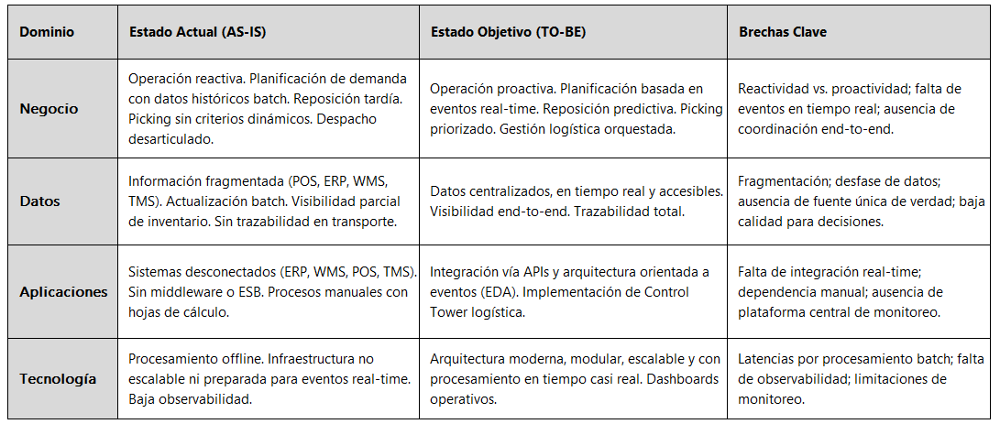 Dominio
Estado Actual (AS-IS)
Estado Objetivo (TO-BE)
Brechas Clave
Negocio
Operación reactiva. Planificación de demanda
con datos históricos batch. Reposición tardía.
Picking sin criterios dinámicos. Despacho
desarticulado.
Operación proactiva. Planificación basada en
eventos real-time. Reposición predictiva. Picking
priorizado. Gestión logística orquestada.
Reactividad vs. proactividad; falta de
eventos en tiempo real; ausencia de
coordinación end-to-end.
Datos
Información fragmentada (POS, ERP, WMS,
TMS). Actualización batch. Visibilidad parcial
de inventario. Sin trazabilidad en transporte.
Datos centralizados, en tiempo real y accesibles.
Visibilidad end-to-end. Trazabilidad total.
Fragmentación; desfase de datos;
ausencia de fuente única de verdad; baja
calidad para decisiones.
Aplicaciones
Sistemas desconectados (ERP, WMS, POS, TMS).
Sin middleware o ESB. Procesos manuales con
hojas de cálculo.
Integración vía APIs y arquitectura orientada a
eventos (EDA). Implementación de Control
Tower logística.
Falta de integración real-time;
dependencia manual; ausencia de
plataforma central de monitoreo.
Tecnología
Procesamiento offline. Infraestructura no
escalable ni preparada para eventos real-time.
Baja observabilidad.
Arquitectura moderna, modular, escalable y con
procesamiento en tiempo casi real. Dashboards
operativos.
Latencias por procesamiento batch; falta
de observabilidad; limitaciones de
monitoreo.